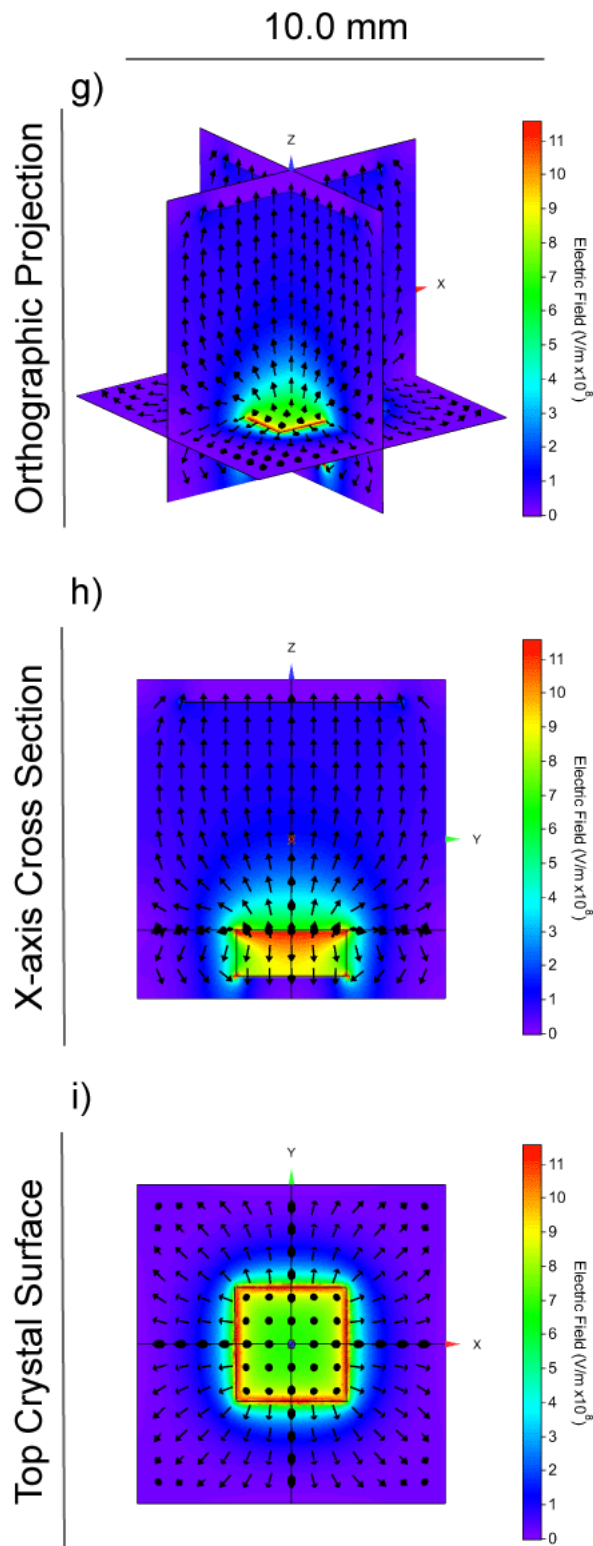 10.0 mm
g)
Orthographic Projection
Z
X
11
10
9
8
7
6
5
4
3
2
1
0
Electric Field (V/m x10⁸)
h)
X-axis Cross Section
Z
X
Y
11
10
9
8
7
6
5
4
3
2
1
0
Electric Field (V/m x10⁸)
i)
Top Crystal Surface
Y
X
11
10
9
8
7
6
5
4
3
2
1
0
Electric Field (V/m x10⁸)